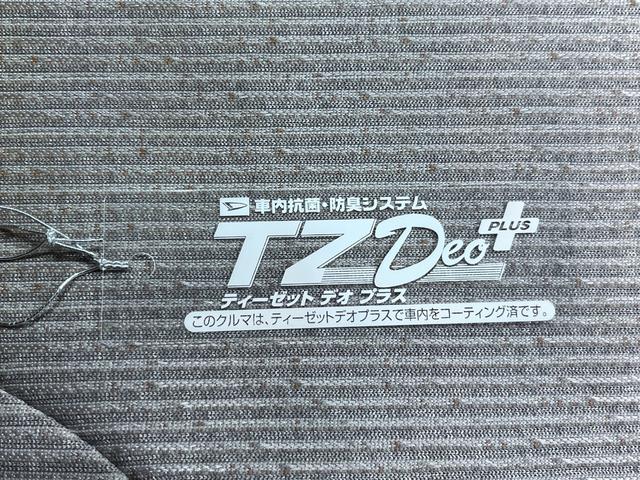 車内抗菌・防臭システム
TZ Deo PLUS
ティーゼット デオ プラス
このクルマは、ティーゼットデオプラスで車内をコーティング済です。